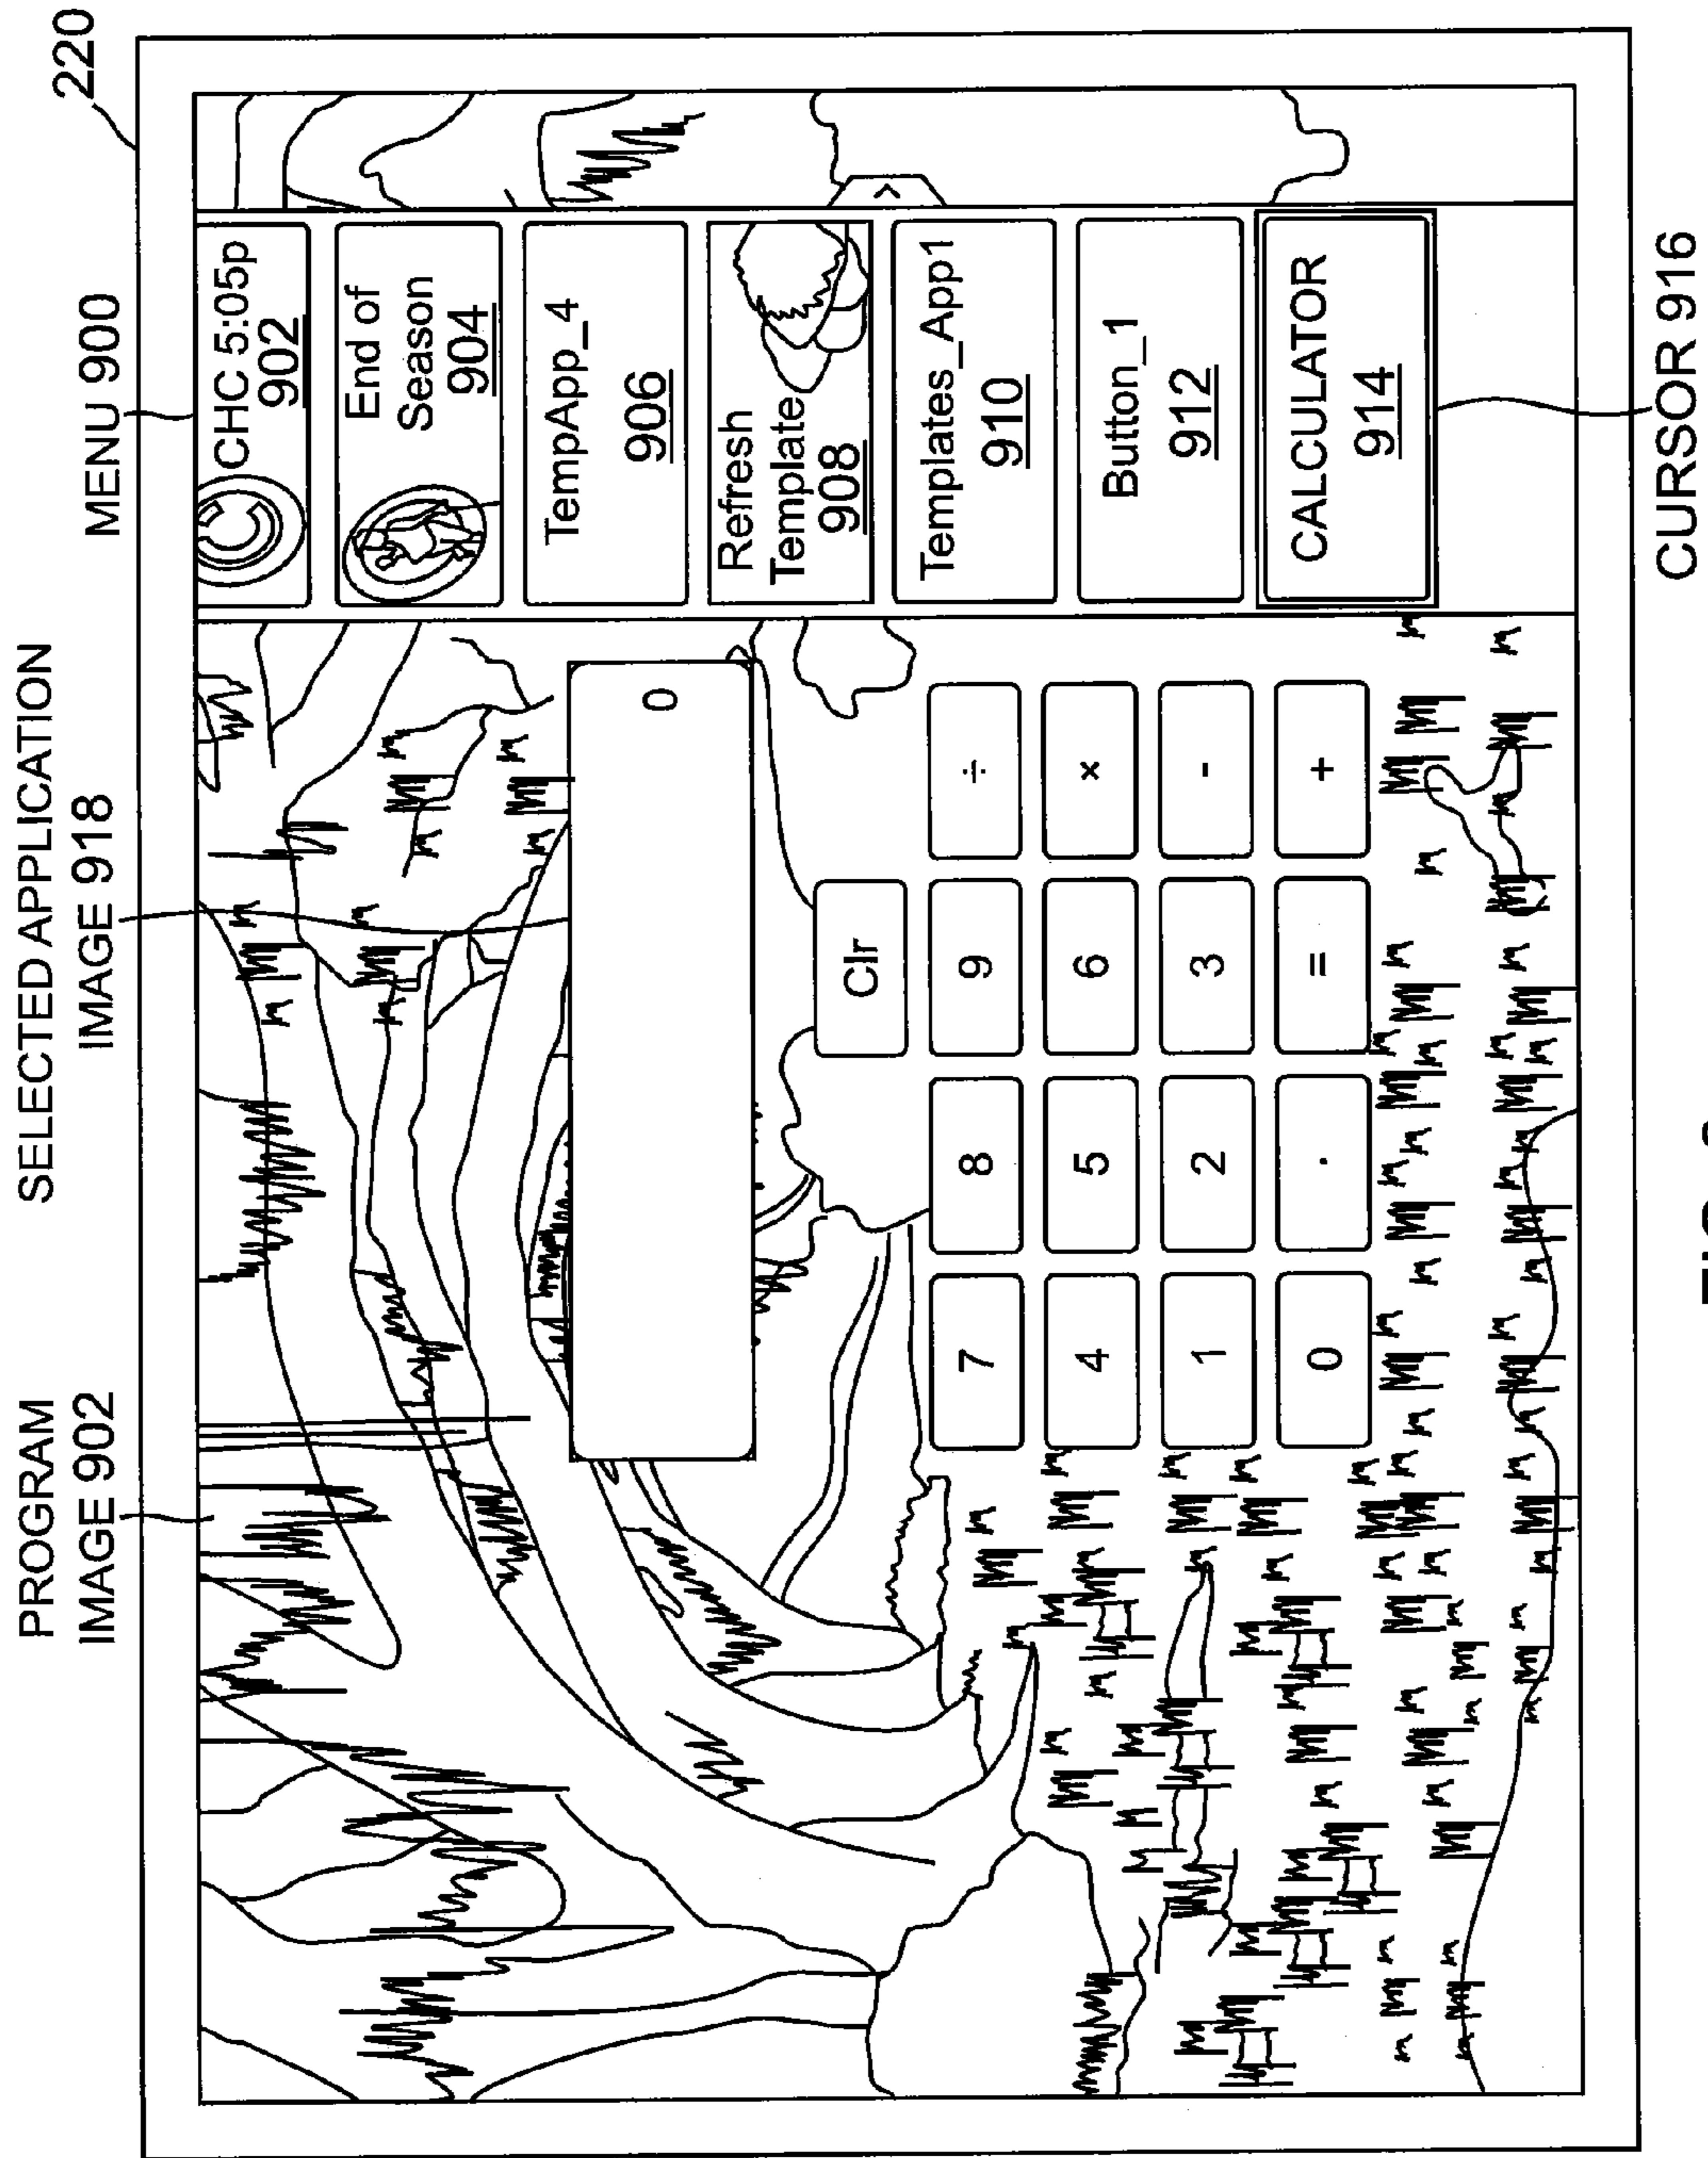 220
PROGRAM
IMAGE 902
SELECTED APPLICATION
IMAGE 918
MENU 900
CHC 5:05p
902
End of
Season
904
TempApp_4
906
Refresh
Template
908
Templates_App1
910
Button_1
912
CALCULATOR
914
0
Clr
7 8 9 ÷
4 5 6 ×
1 2 3 -
0 . = +
CURSOR 916